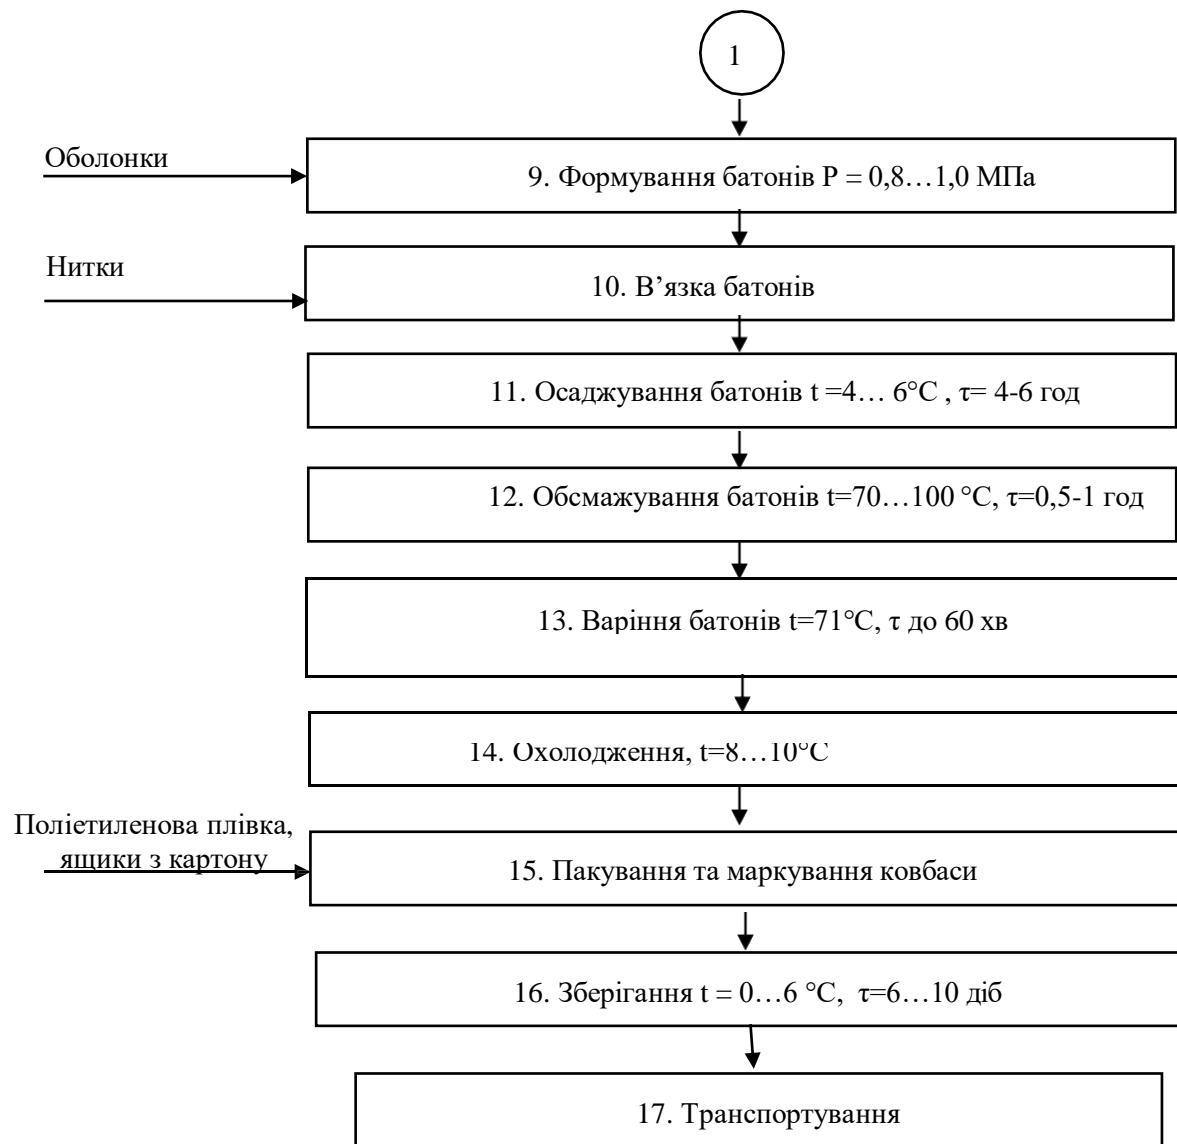 1
Оболонки
9. Формування батонів Р = 0,8…1,0 МПа
Нитки
10. В’язка батонів
11. Осаджування батонів t =4… 6°С , τ= 4-6 год
12. Обсмажування батонів t=70…100 °С, τ=0,5-1 год
13. Варіння батонів t=71°С, τ до 60 хв
14. Охолодження, t=8…10°С
Поліетиленова плівка,
ящики з картону
15. Пакування та маркування ковбаси
16. Зберігання t = 0…6 °С, τ=6…10 діб
17. Транспортування